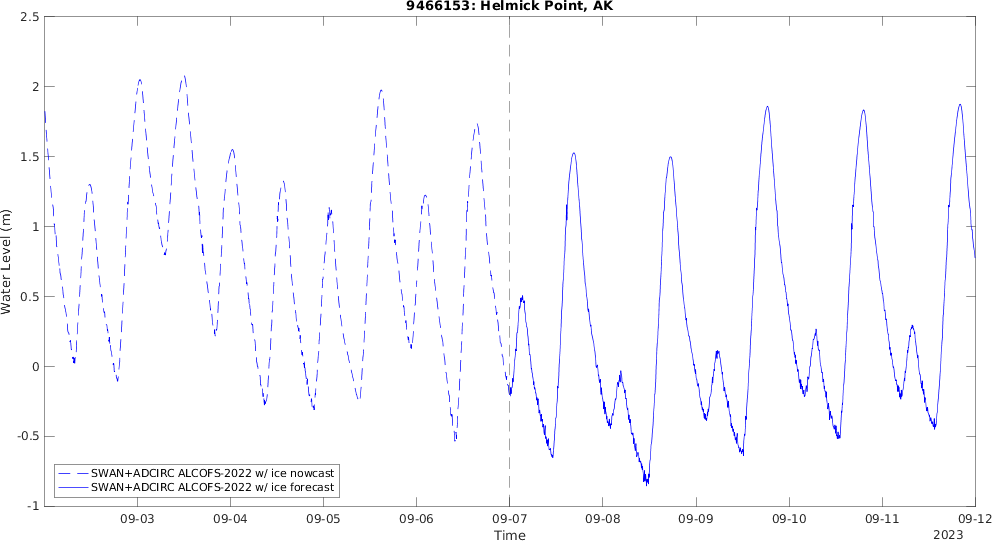 9466153: Helmick Point, AK
2.5
2
1.5
1
0.5
0
-0.5
-1
Water Level (m)
SWAN+ADCIRC ALCOFS-2022 w/ ice nowcast
SWAN+ADCIRC ALCOFS-2022 w/ ice forecast
09-03 09-04 09-05 09-06 09-07 09-08 09-09 09-10 09-11 09-12
Time
2023